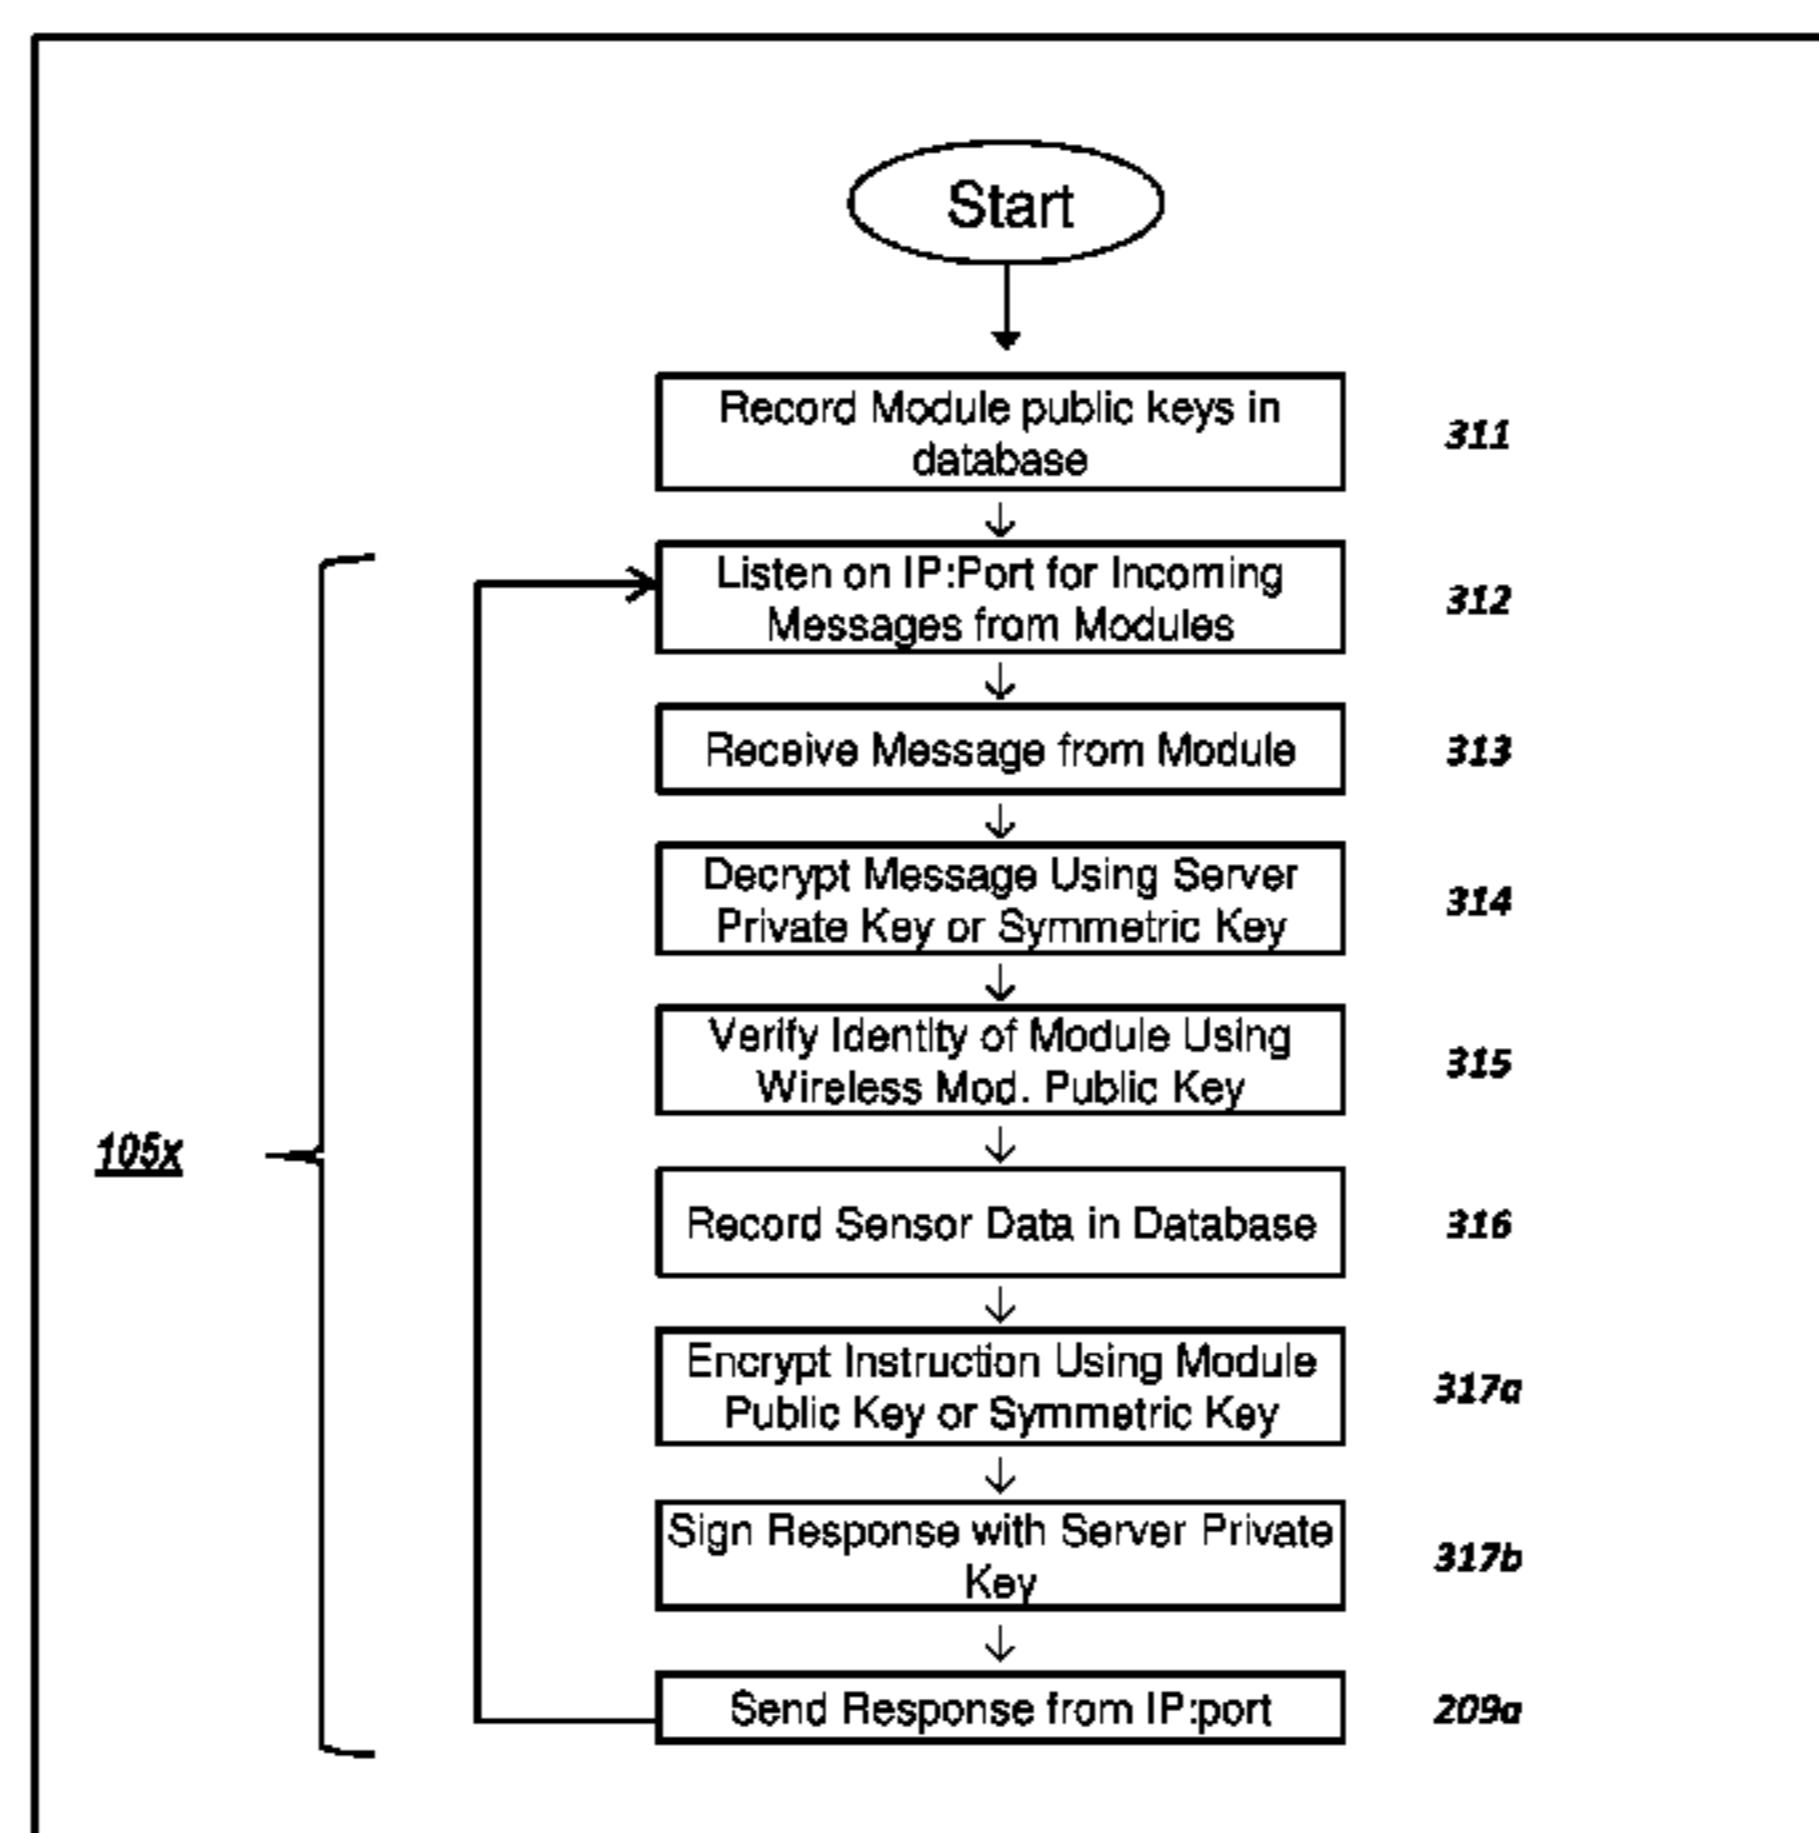 Start
Record Module public keys in
database
311
Listen on IP:Port for Incoming
Messages from Modules
312
Receive Message from Module
313
Decrypt Message Using Server
Private Key or Symmetric Key
314
Verify Identity of Module Using
Wireless Mod. Public Key
315
105x
Record Sensor Data in Database
316
Encrypt Instruction Using Module
Public Key or Symmetric Key
317a
Sign Response with Server Private
Key
317b
Send Response from IP:port
209a